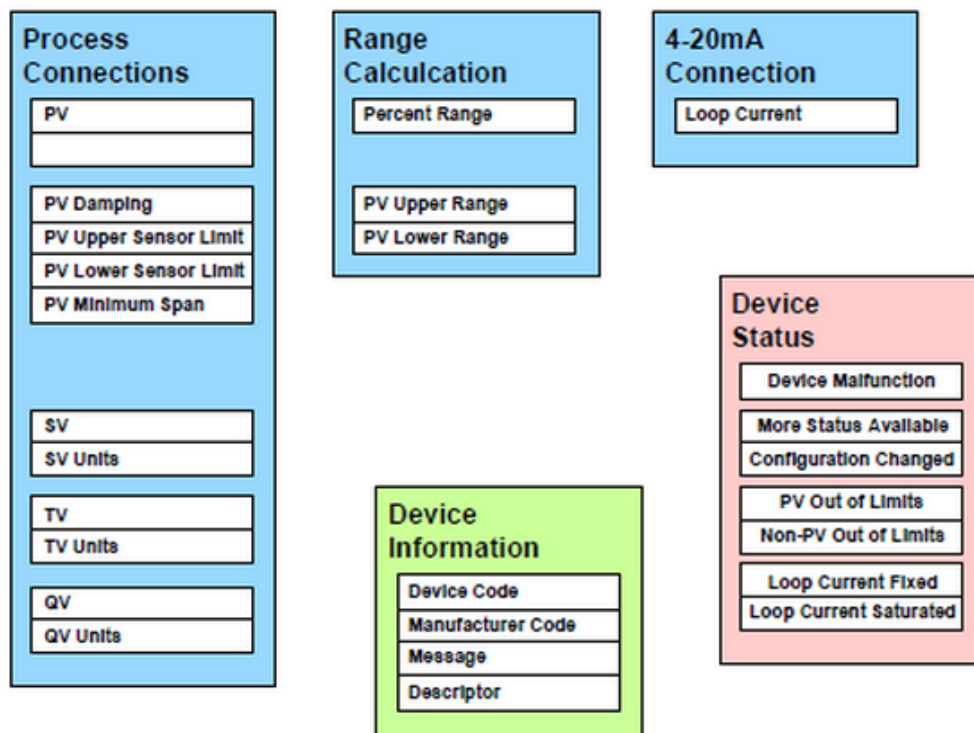 Process
Connections
PV
PV Damping
PV Upper Sensor Limit
PV Lower Sensor Limit
PV Minimum Span
SV
SV Units
TV
TV Units
QV
QV Units
Range
Calculcation
Percent Range
PV Upper Range
PV Lower Range
4-20mA
Connection
Loop Current
Device
Status
Device Malfunction
More Status Available
Configuration Changed
PV Out of Limits
Non-PV Out of Limits
Loop Current Fixed
Loop Current Saturated
Device
Information
Device Code
Manufacturer Code
Message
Descriptor